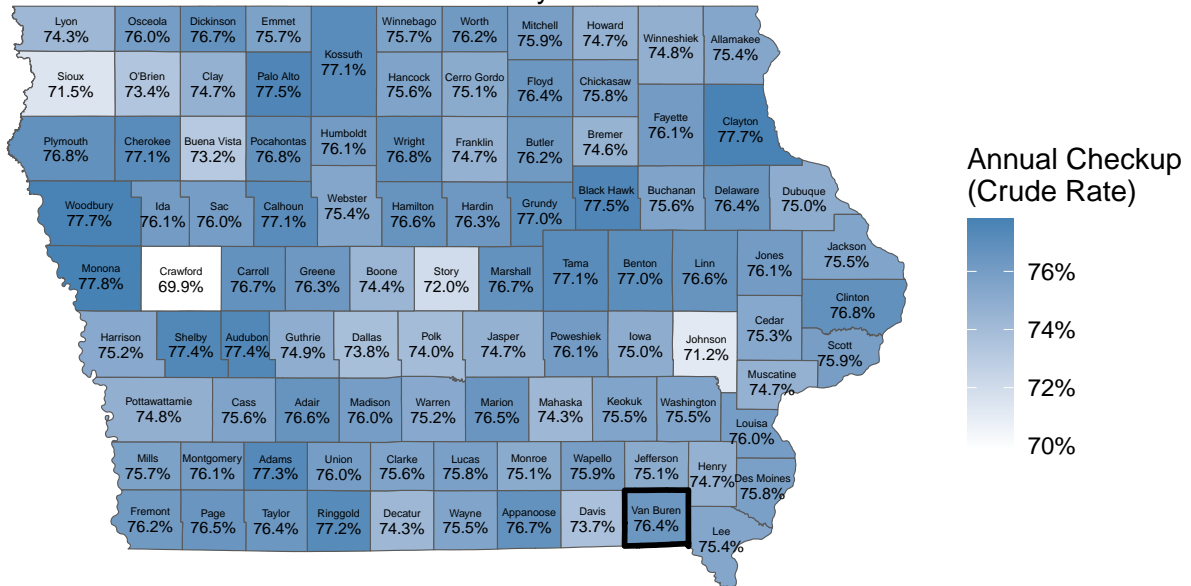 Lyon
74.3%
Osceola
76.0%
Dickinson
76.7%
Emmet
75.7%
Kossuth
77.1%
Winnebago
75.7%
Worth
76.2%
Mitchell
75.9%
Howard
74.7%
Winneshiek
74.8%
Allamakee
75.4%
Sioux
71.5%
O'Brien
73.4%
Clay
74.7%
Palo Alto
77.5%
Hancock
75.6%
Cerro Gordo
75.1%
Floyd
76.4%
Chickasaw
75.8%
Fayette
76.1%
Clayton
77.7%
Plymouth
76.8%
Cherokee
77.1%
Buena Vista
73.2%
Pocahontas
76.8%
Humboldt
76.1%
Wright
76.8%
Franklin
74.7%
Butler
76.2%
Bremer
74.6%
Woodbury
77.7%
Ida
76.1%
Sac
76.0%
Calhoun
77.1%
Webster
75.4%
Hamilton
76.6%
Hardin
76.3%
Grundy
77.0%
Black Hawk
77.5%
Buchanan
75.6%
Delaware
76.4%
Dubuque
75.0%
Monona
77.8%
Crawford
69.9%
Carroll
76.7%
Greene
76.3%
Boone
74.4%
Story
72.0%
Marshall
76.7%
Tama
77.1%
Benton
77.0%
Linn
76.6%
Jones
76.1%
Jackson
75.5%
Clinton
76.8%
Harrison
75.2%
Shelby
77.4%
Audubon
77.4%
Guthrie
74.9%
Dallas
73.8%
Polk
74.0%
Jasper
74.7%
Poweshiek
76.1%
Iowa
75.0%
Johnson
71.2%
Cedar
75.3%
Scott
75.9%
Muscatine
74.7%
Pottawattamie
74.8%
Cass
75.6%
Adair
76.6%
Madison
76.0%
Warren
75.2%
Marion
76.5%
Mahaska
74.3%
Keokuk
75.5%
Washington
75.5%
Louisa
76.0%
Mills
75.7%
Montgomery
76.1%
Adams
77.3%
Union
76.0%
Clarke
75.6%
Lucas
75.8%
Monroe
75.1%
Wapello
75.9%
Jefferson
75.1%
Henry
74.7%
Des Moines
75.8%
Fremont
76.2%
Page
76.5%
Taylor
76.4%
Ringgold
77.2%
Decatur
74.3%
Wayne
75.5%
Appanoose
76.7%
Davis
73.7%
Van Buren
76.4%
Lee
75.4%
Annual Checkup
(Crude Rate)
76%
74%
72%
70%